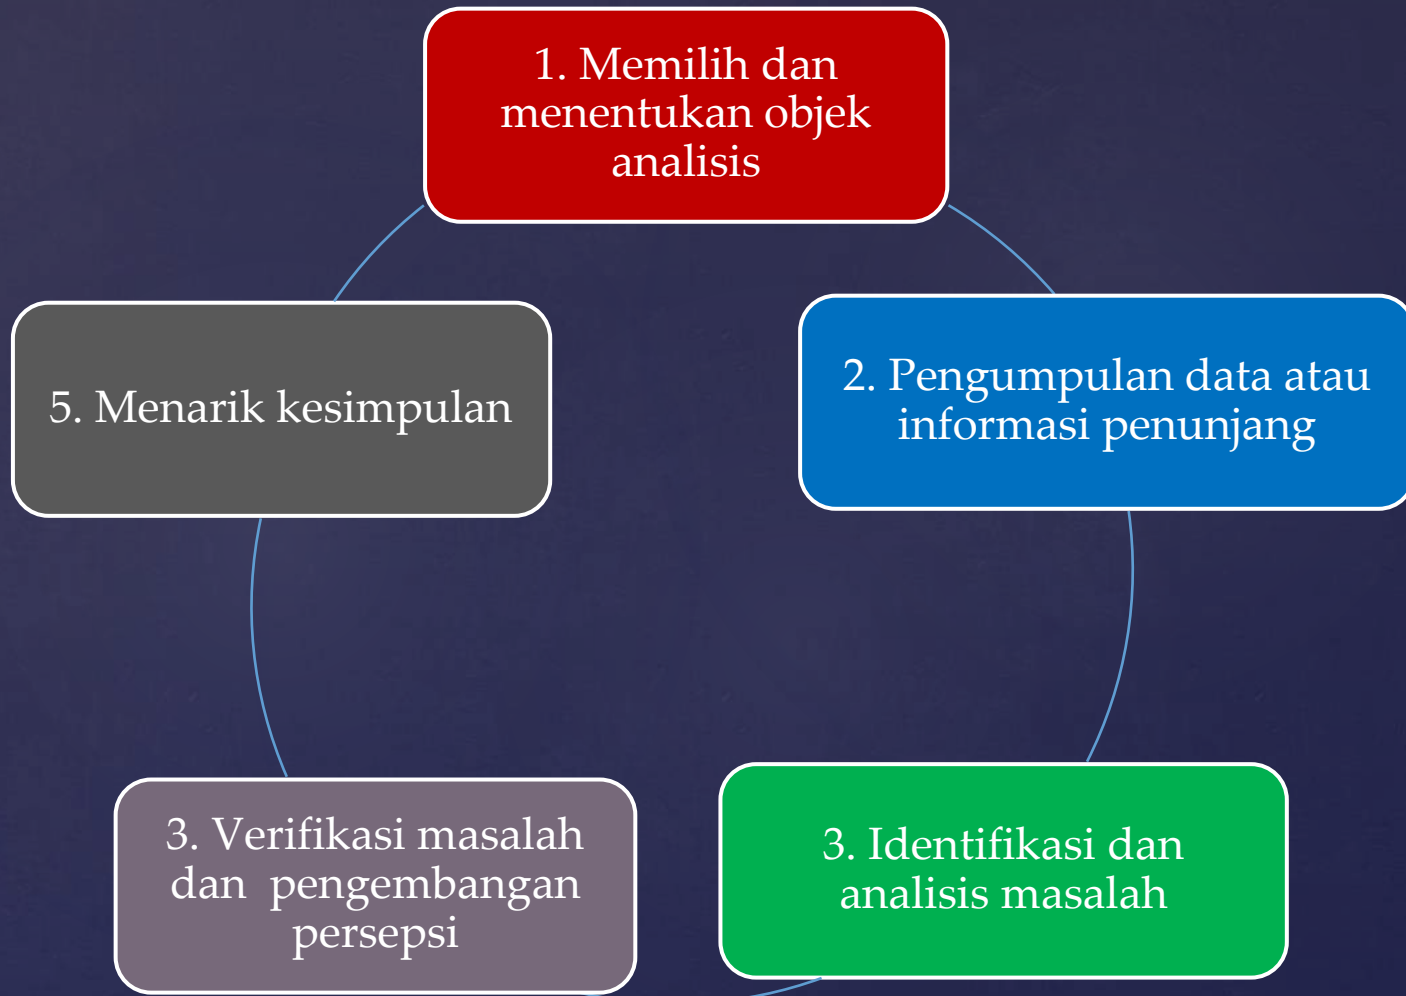 1. Memilih dan
menentukan objek
analisis
2. Pengumpulan data atau
informasi penunjang
3. Identifikasi dan
analisis masalah
3. Verifikasi masalah
dan  pengembangan
persepsi
5. Menarik kesimpulan